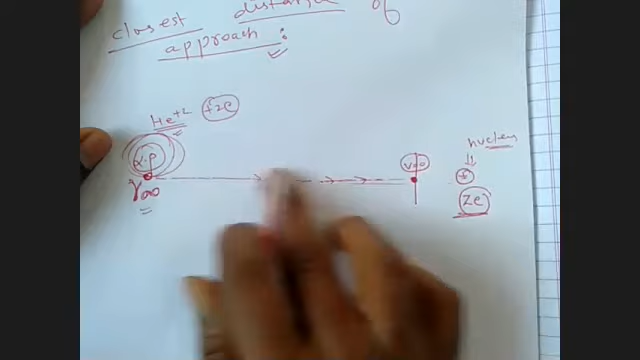 closest distance of
approach :
He+2 +2e
α.p
r∞
v=0
nucleus
+
Ze